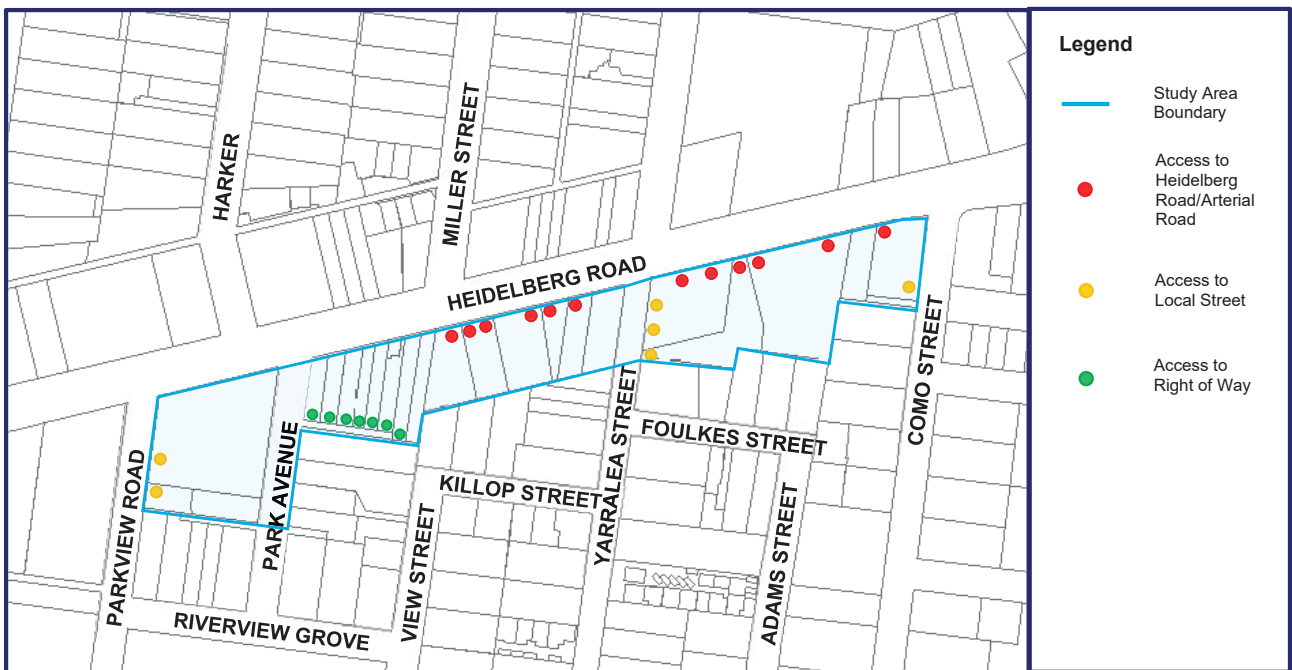 HARKER
MILLER STREET
HEIDELBERG ROAD
PARKVIEW ROAD
PARK AVENUE
VIEW STREET
KILLOP STREET
YARRALEA STREET
FOULKES STREET
ADAMS STREET
COMO STREET
RIVERVIEW GROVE
Legend
Study Area
Boundary
Access to
Heidelberg
Road/Arterial
Road
Access to
Local Street
Access to
Right of Way